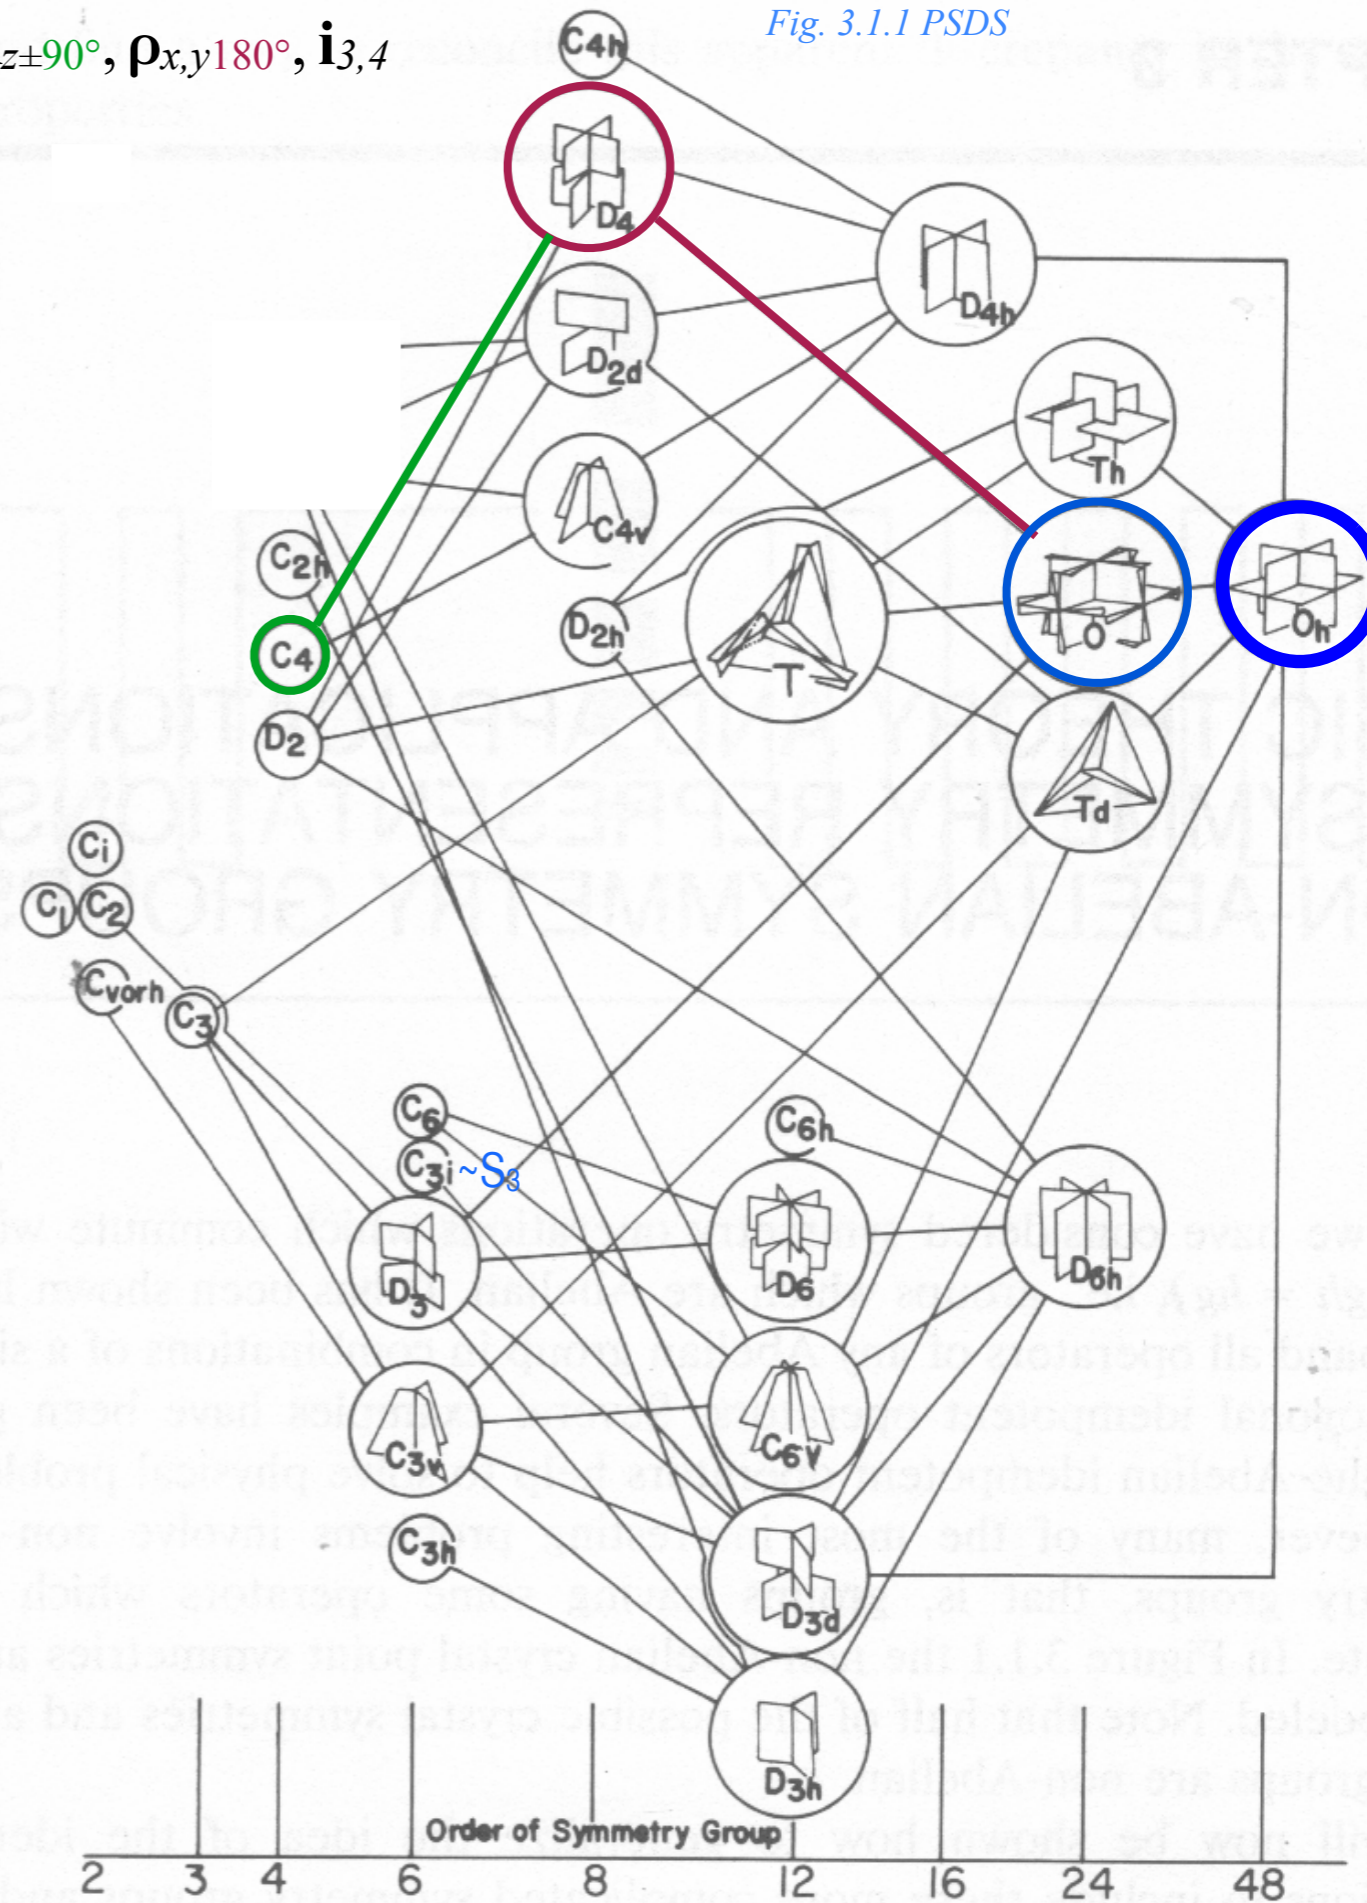 Fig. 3.1.1 PSDS
z±90°, ρx,y180°, i3,4
C4h
D4
D4h
D2d
Th
C4v
C2h
D2h
O
Oh
C4
T
D2
Td
Ci
C1 C2
Cvorh
C3
C6
C6h
C3i ~S3
D3
D6
D6h
C3v
C6v
C3h
D3d
D3h
Order of Symmetry Group
2 3 4 6 8 12 16 24 48